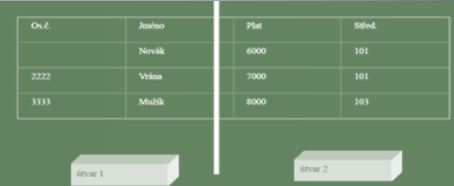 Os.č. Jméno Plat Střed.
Novák 6000 101
2222 Vrána 7000 101
3333 Mužík 8000 103
útvar 1 útvar 2